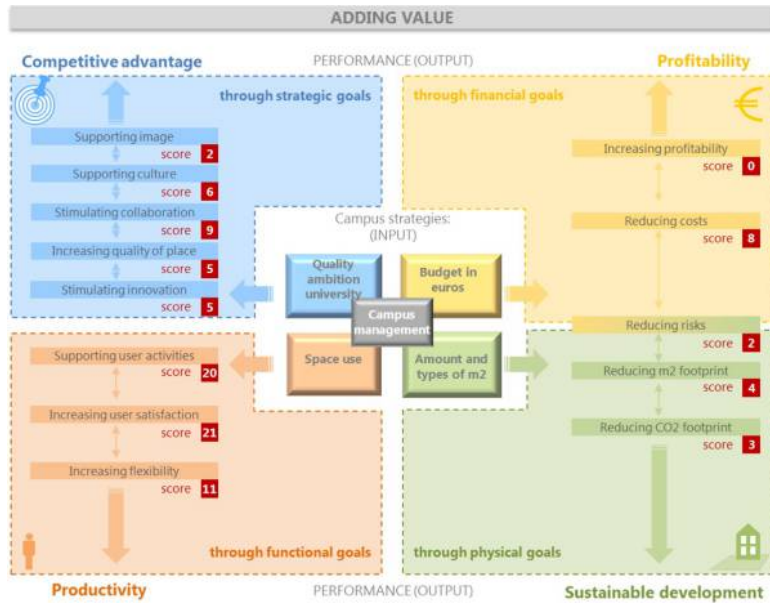 ADDING VALUE
Competitive advantage
PERFORMANCE (OUTPUT)
Profitability
through strategic goals
through financial goals
€
Supporting image
score 2
Supporting culture
score 6
Stimulating collaboration
score 9
Increasing quality of place
score 5
Stimulating innovation
score 5
Increasing profitability
score 0
Reducing costs
score 8
Campus strategies:
(INPUT)
Quality
ambition
university
Budget in
euros
Campus
management
Space use
Amount and
types of m2
Reducing risks
score 2
Reducing m2 footprint
score 4
Reducing CO2 footprint
score 3
Supporting user activities
score 20
Increasing user satisfaction
score 21
Increasing flexibility
score 11
through functional goals
through physical goals
Productivity
PERFORMANCE (OUTPUT)
Sustainable development